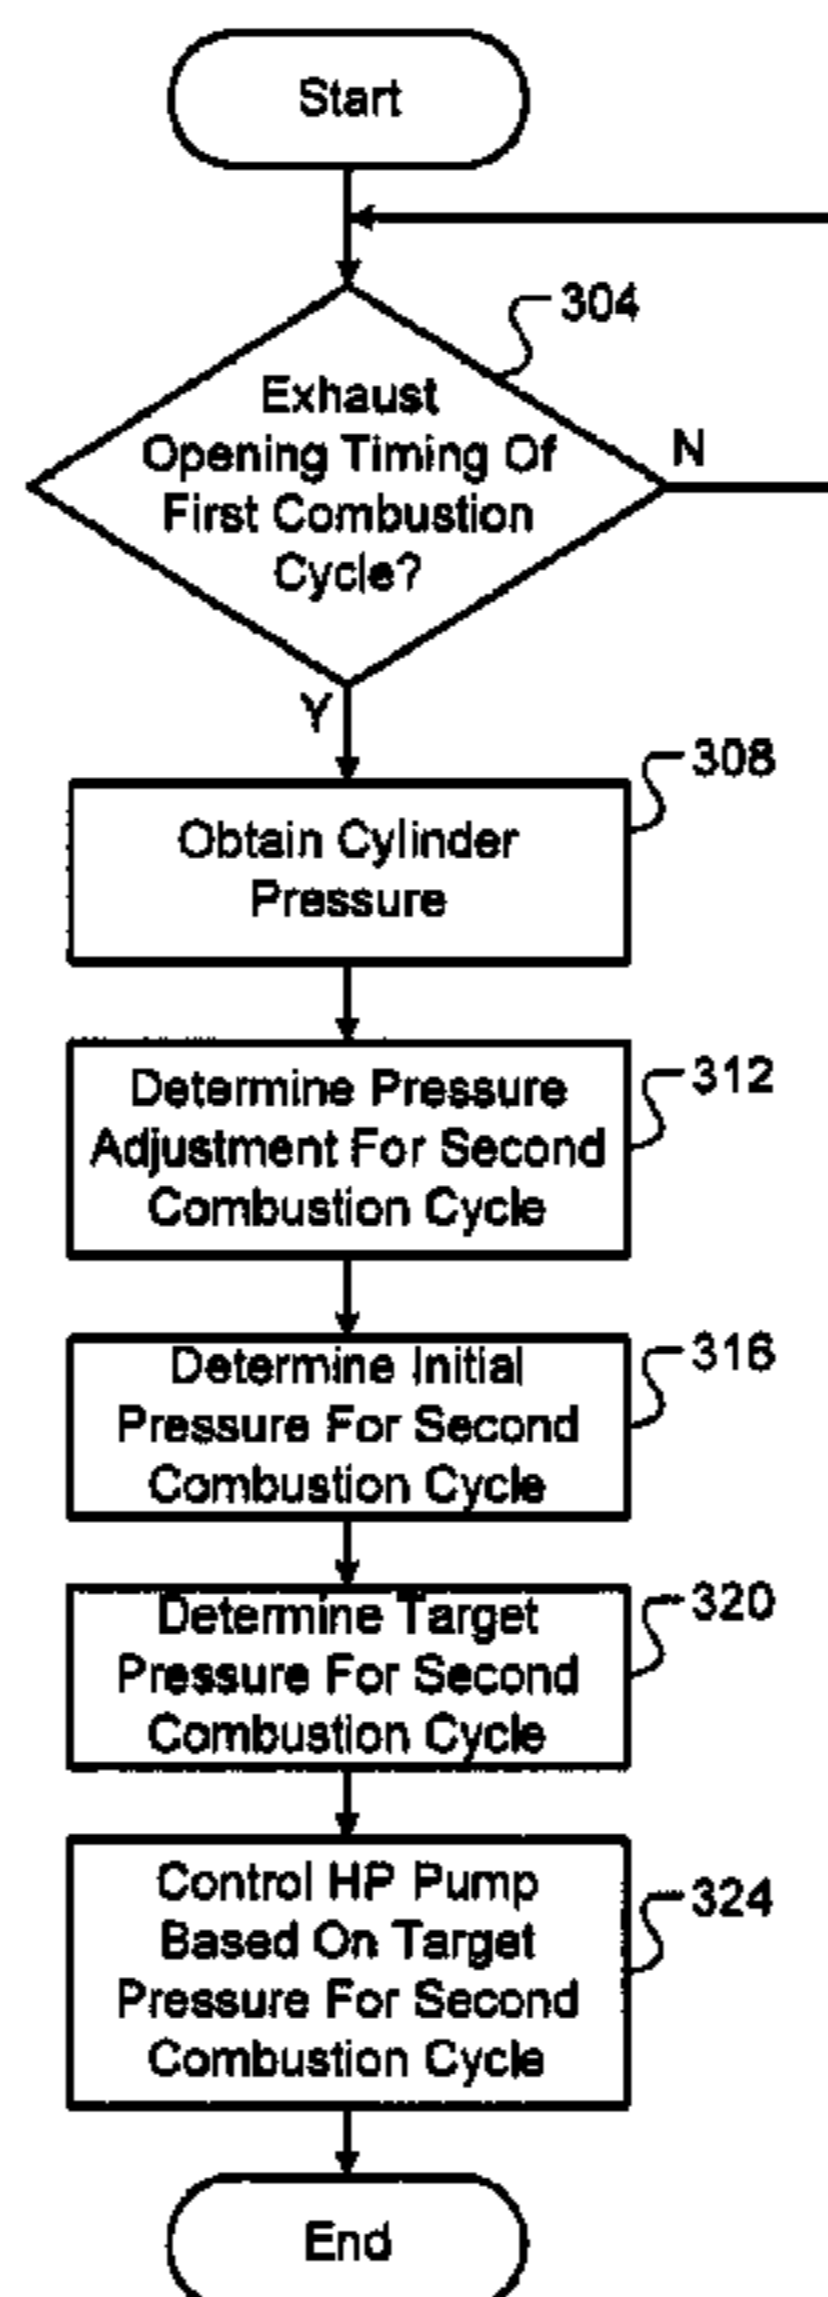 Start
304
Exhaust
Opening Timing Of
First Combustion
Cycle?
N
Y
308
Obtain Cylinder
Pressure
312
Determine Pressure
Adjustment For Second
Combustion Cycle
316
Determine Initial
Pressure For Second
Combustion Cycle
320
Determine Target
Pressure For Second
Combustion Cycle
324
Control HP Pump
Based On Target
Pressure For Second
Combustion Cycle
End